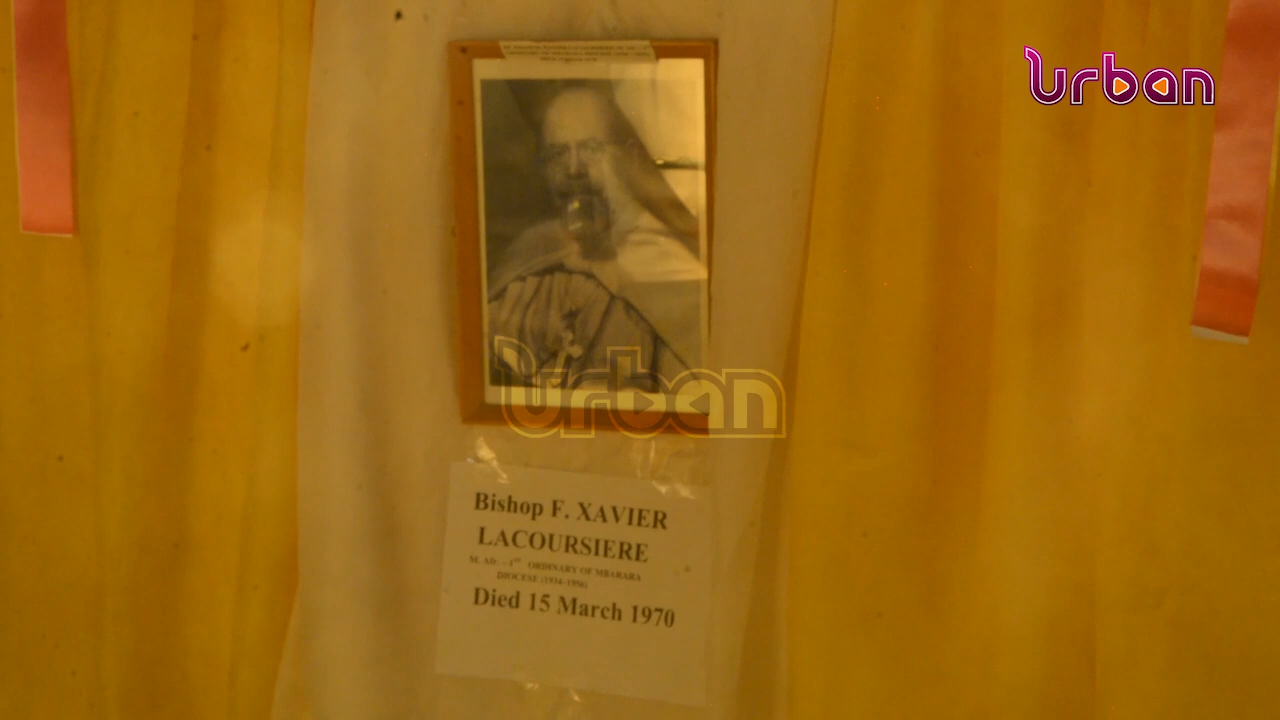 Urban
Urban
Bishop F. XAVIER
LACOURSIERE
M. Afr. - 1ST ORDINARY OF MBARARA
DIOCESE (1934-1956)
Died 15 March 1970